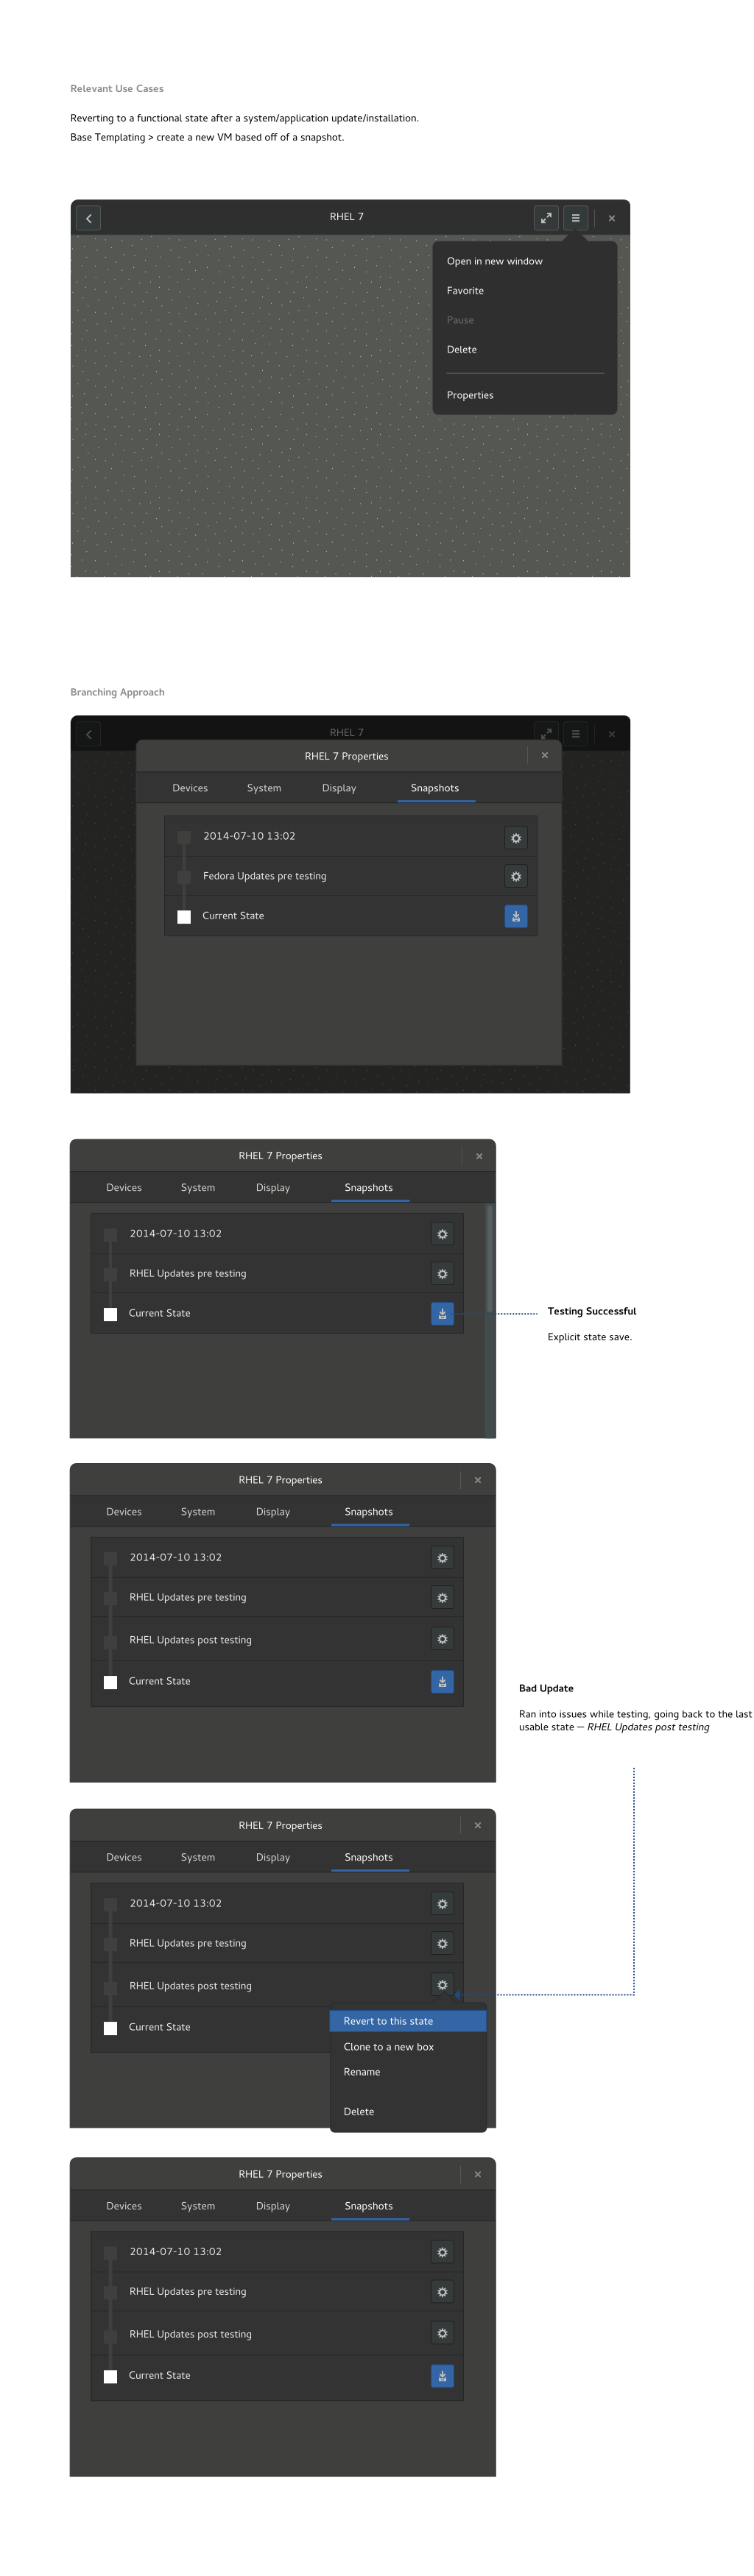 Relevant Use Cases
Reverting to a functional state after a system/application update/installation.
Base Templating > create a new VM based off of a snapshot.
RHEL 7
Open in new window
Favorite
Pause
Delete
Properties
Branching Approach
RHEL 7
RHEL 7 Properties
Devices System Display Snapshots
2014-07-10 13:02
Fedora Updates pre testing
Current State
RHEL 7 Properties
Devices System Display Snapshots
2014-07-10 13:02
RHEL Updates pre testing
Current State
Testing Successful
Explicit state save.
RHEL 7 Properties
Devices System Display Snapshots
2014-07-10 13:02
RHEL Updates pre testing
RHEL Updates post testing
Current State
Bad Update
Ran into issues while testing, going back to the last
usable state — RHEL Updates post testing
RHEL 7 Properties
Devices System Display Snapshots
2014-07-10 13:02
RHEL Updates pre testing
RHEL Updates post testing
Current State
Revert to this state
Clone to a new box
Rename
Delete
RHEL 7 Properties
Devices System Display Snapshots
2014-07-10 13:02
RHEL Updates pre testing
RHEL Updates post testing
Current State